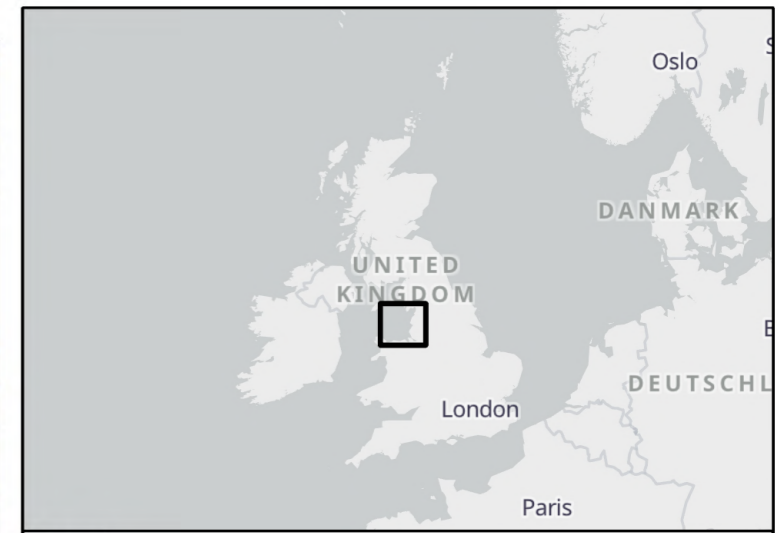 Oslo
DANMARK
UNITED
KINGDOM
DEUTSCHL
London
Paris